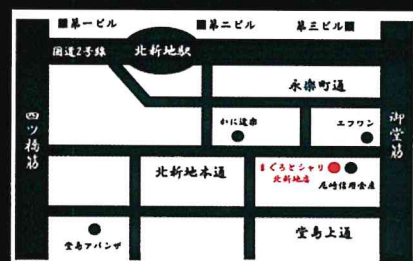 ■第一ビル
■第二ビル
第三ビル■
国道2号線
北新地駅
永楽町通
四ツ橋筋
御堂筋
かに道楽
エフワン
北新地本通
まぐろとシャリ
北新地店
尼崎信用金庫
堂島アバンザ
堂島上通